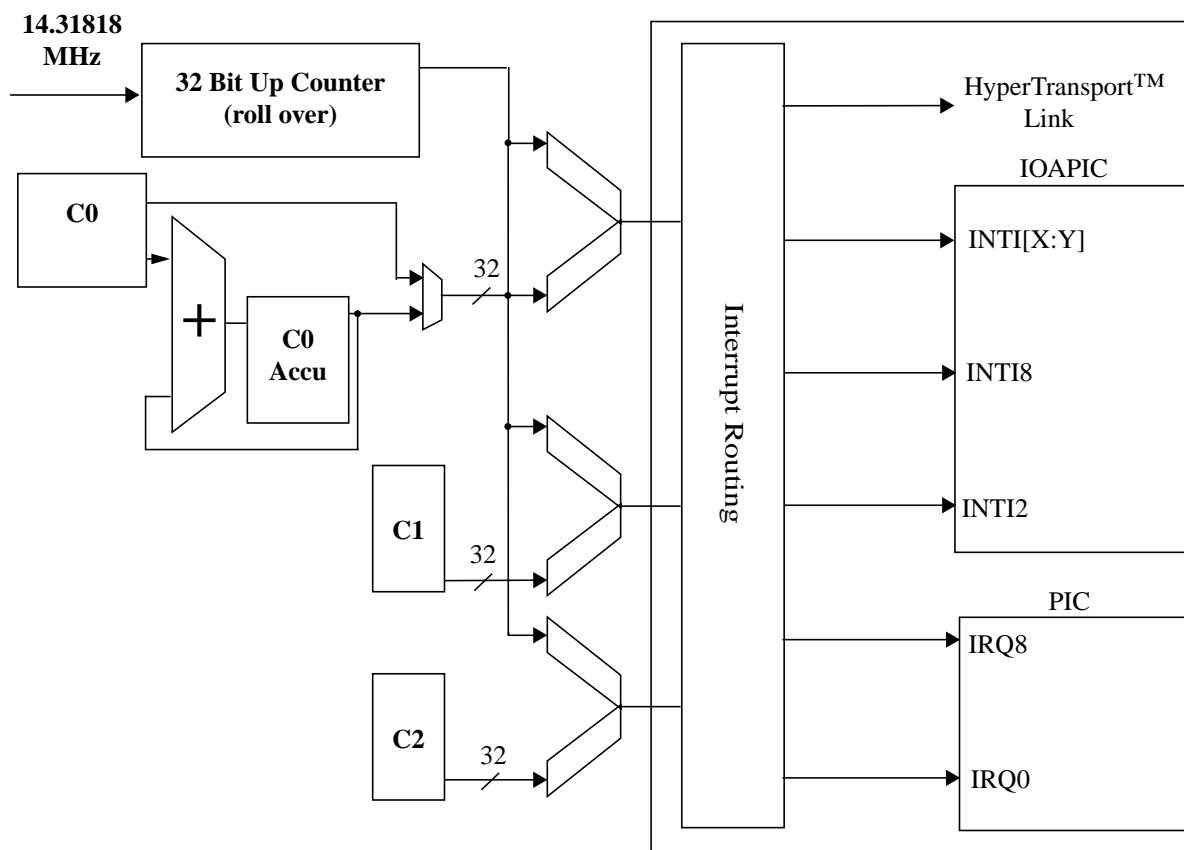 14.31818
MHz
32 Bit Up Counter
(roll over)
HyperTransport™
Link
IOAPIC
C0
INTI[X:Y]
32
+
C0
Accu
Interrupt Routing
INTI8
INTI2
C1
32
PIC
IRQ8
C2
32
IRQ0